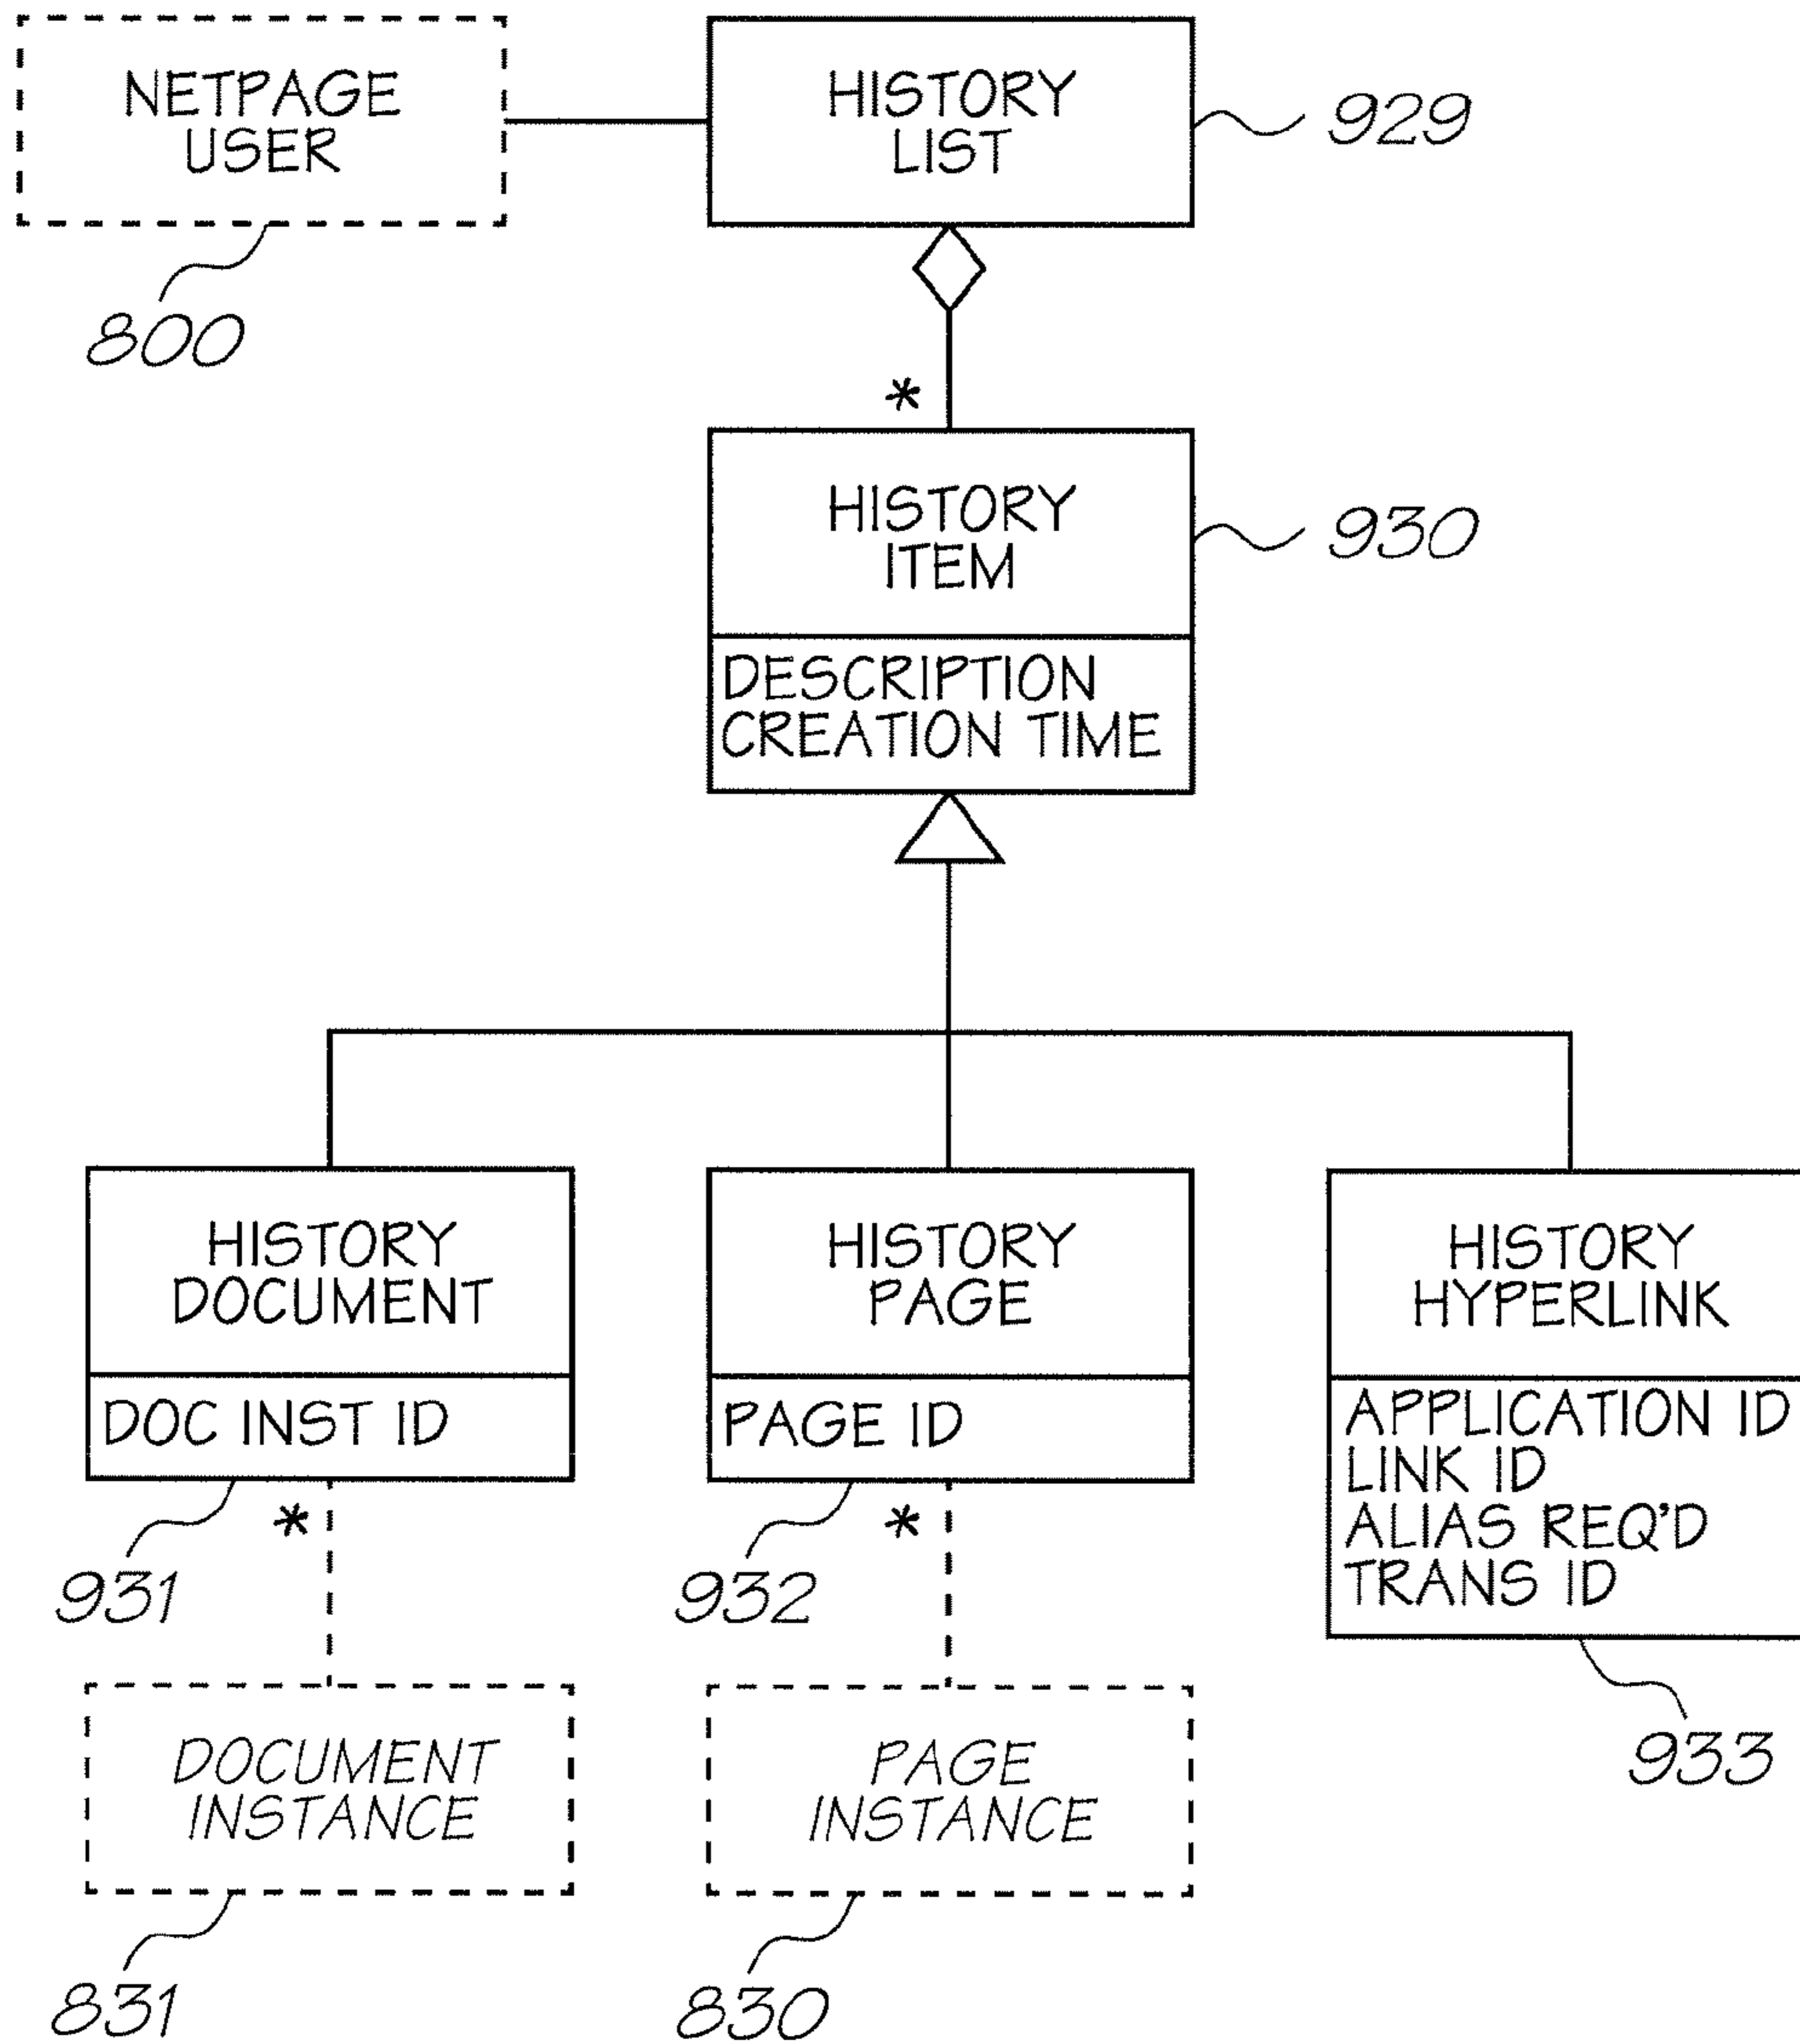 NETPAGE
USER
800
HISTORY
LIST
929
*
HISTORY
ITEM
930
DESCRIPTION
CREATION TIME
HISTORY
DOCUMENT
DOC INST ID
931
*
HISTORY
PAGE
PAGE ID
932
*
HISTORY
HYPERLINK
APPLICATION ID
LINK ID
ALIAS REQ'D
TRANS ID
933
DOCUMENT
INSTANCE
831
PAGE
INSTANCE
830